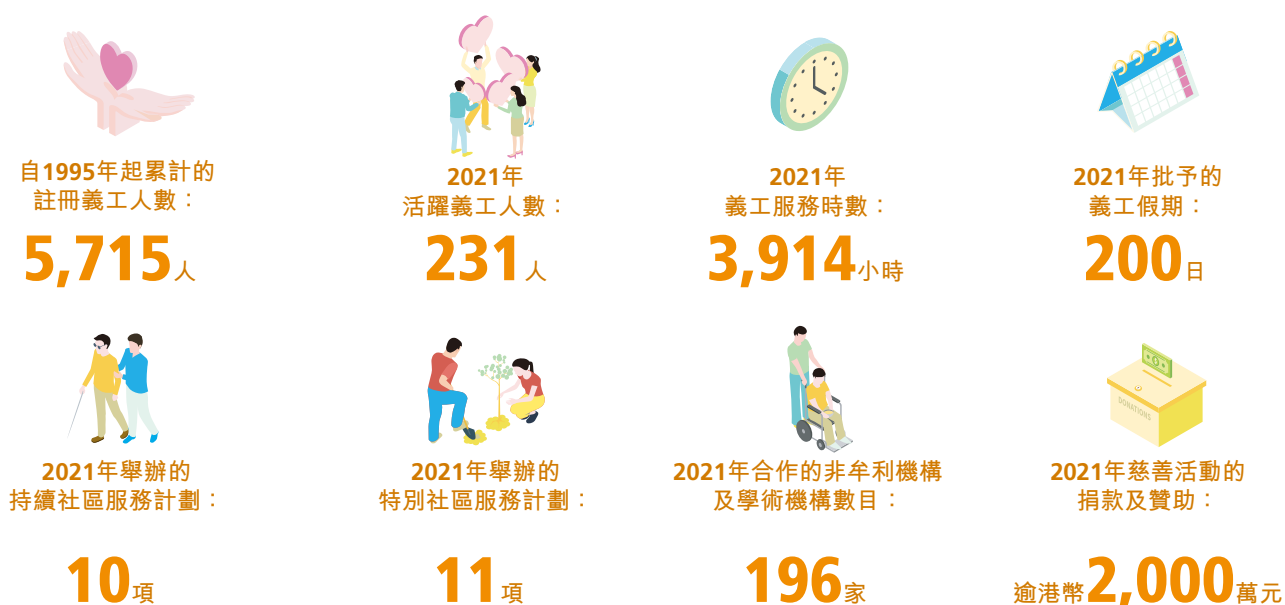 自1995年起累計的
註冊義工人數：
5,715人
2021年
活躍義工人數：
231人
2021年
義工服務時數：
3,914小時
2021年批予的
義工假期：
200日
2021年舉辦的
持續社區服務計劃：
10項
2021年舉辦的
特別社區服務計劃：
11項
2021年合作的非牟利機構
及學術機構數目：
196家
DONATIONS
2021年慈善活動的
捐款及贊助：
逾港幣2,000萬元